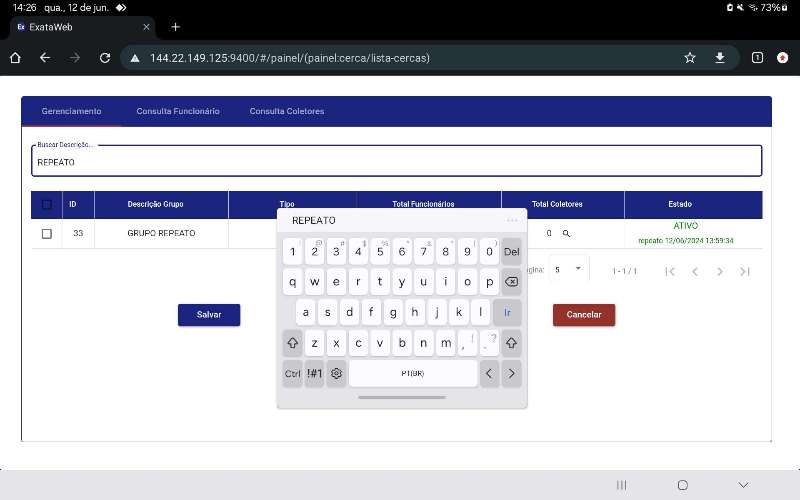 14:26 qua., 12 de jun.
73%
Ex ExataWeb
144.22.149.125:9400/#/painel/(painel:cerca/lista-cercas)
1
Gerenciamento Consulta Funcionário Consulta Coletores
Buscar Descrição...
REPEATO
ID Descrição Grupo Tipo Total Funcionários Total Coletores Estado
33 GRUPO REPEATO 0 ATIVO
repeato 12/06/2024 13:59:34
gina: 5 1 - 1 / 1
Salvar Cancelar
REPEATO ...
1 2 3 4 5 6 7 8 9 0 Del
q w e r t y u i o p
a s d f g h j k l Ir
z x c v b n m , ! . ?
Ctrl !#1 PT(BR) < >